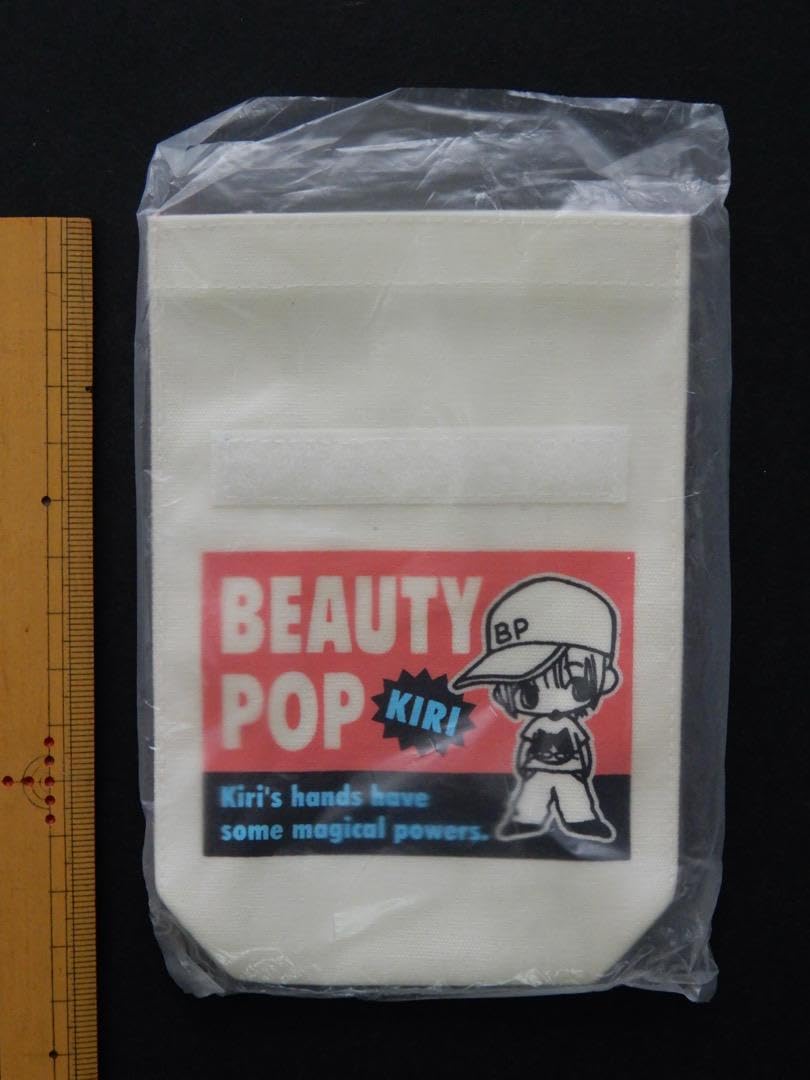 BEAUTY
POP
KIRI
BP
Kiri's hands have
some magical powers.